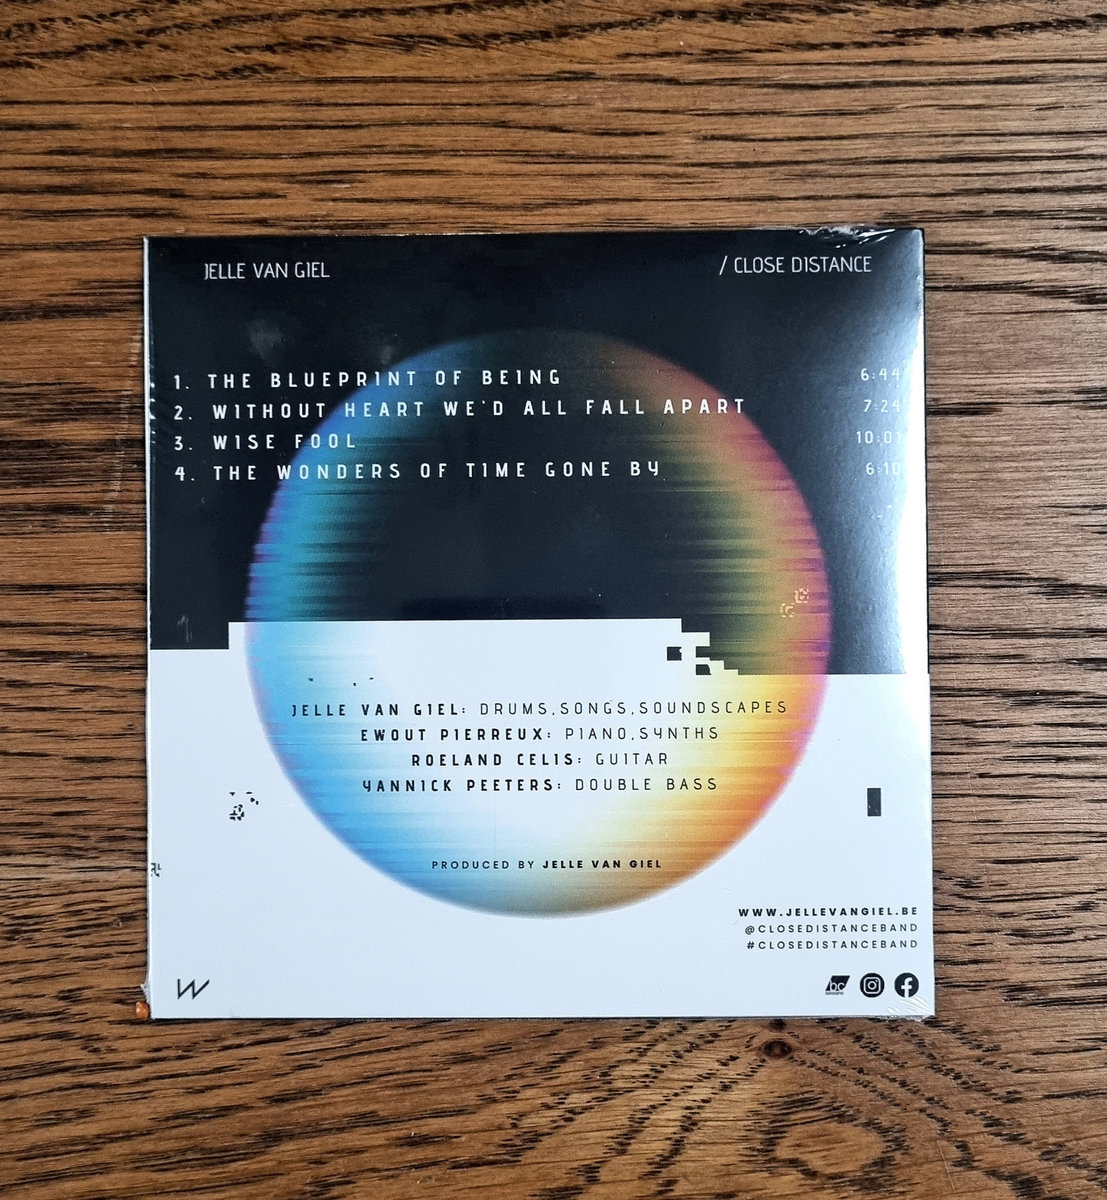 JELLE VAN GIEL
/ CLOSE DISTANCE
1. THE BLUEPRINT OF BEING 6:44
2. WITHOUT HEART WE'D ALL FALL APART 7:24
3. WISE FOOL 10:01
4. THE WONDERS OF TIME GONE BY 6:10
JELLE VAN GIEL: DRUMS,SONGS,SOUNDSCAPES
EWOUT PIERREUX: PIANO,SYNTHS
ROELAND CELIS: GUITAR
YANNICK PEETERS: DOUBLE BASS
PRODUCED BY JELLE VAN GIEL
WWW.JELLEVANGIEL.BE
@CLOSEDISTANCEBAND
#CLOSEDISTANCEBAND
bc